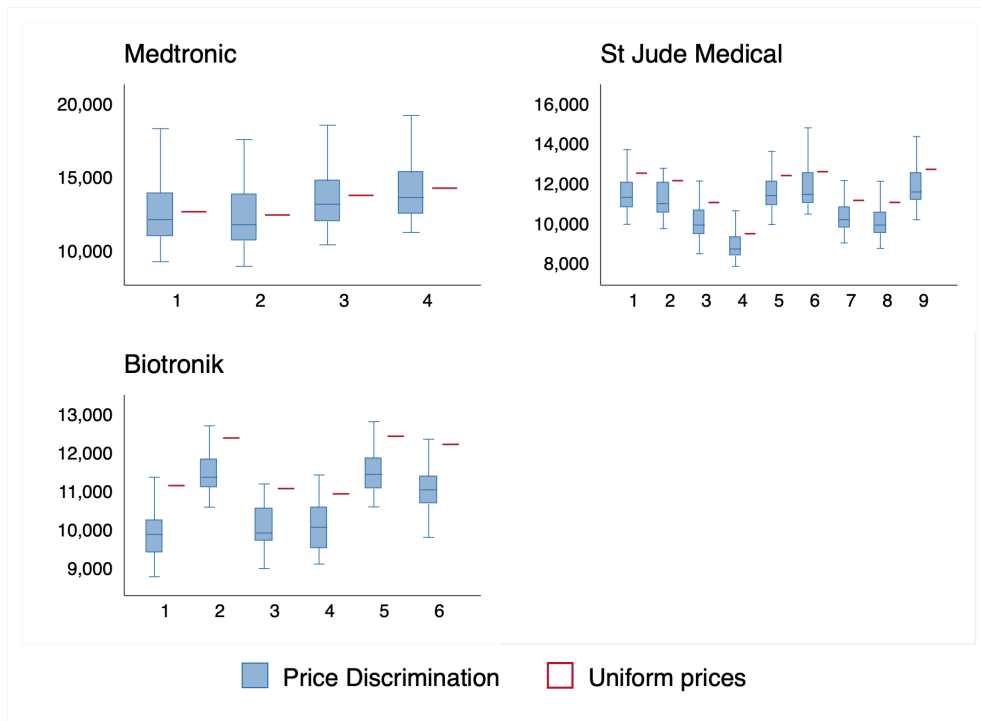 Medtronic
20,000
15,000
10,000
1 2 3 4
St Jude Medical
16,000
14,000
12,000
10,000
8,000
1 2 3 4 5 6 7 8 9
Biotronik
13,000
12,000
11,000
10,000
9,000
1 2 3 4 5 6
Price Discrimination Uniform prices